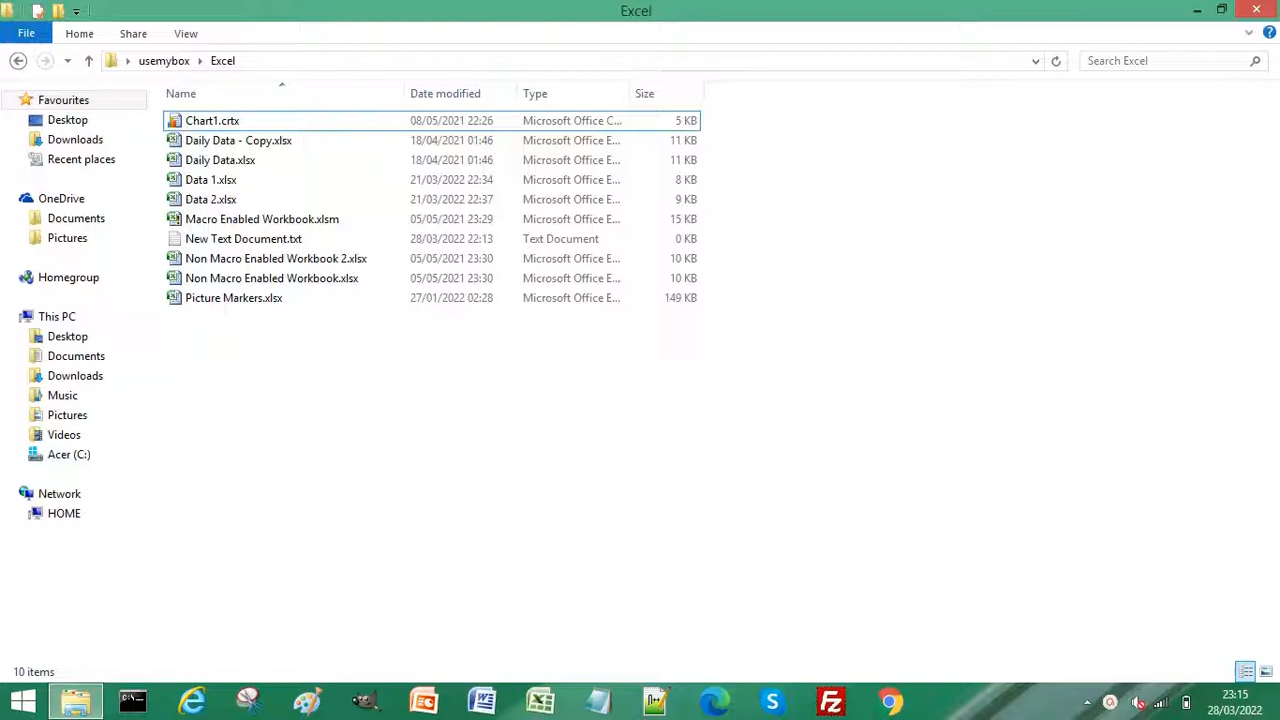 Excel
File Home Share View
usemybox Excel Search Excel
Name Date modified Type Size
Favourites
Desktop
Downloads
Recent places
OneDrive
Documents
Pictures
Homegroup
This PC
Desktop
Documents
Downloads
Music
Pictures
Videos
Acer (C:)
Network
HOME
Chart1.crtx 08/05/2021 22:26 Microsoft Office C... 5 KB
Daily Data - Copy.xlsx 18/04/2021 01:46 Microsoft Office E... 11 KB
Daily Data.xlsx 18/04/2021 01:46 Microsoft Office E... 11 KB
Data 1.xlsx 21/03/2022 22:34 Microsoft Office E... 8 KB
Data 2.xlsx 21/03/2022 22:37 Microsoft Office E... 9 KB
Macro Enabled Workbook.xlsm 05/05/2021 23:29 Microsoft Office E... 15 KB
New Text Document.txt 28/03/2022 22:13 Text Document 0 KB
Non Macro Enabled Workbook 2.xlsx 05/05/2021 23:30 Microsoft Office E... 10 KB
Non Macro Enabled Workbook.xlsx 05/05/2021 23:30 Microsoft Office E... 10 KB
Picture Markers.xlsx 27/01/2022 02:28 Microsoft Office E... 149 KB
10 items
23:15
28/03/2022